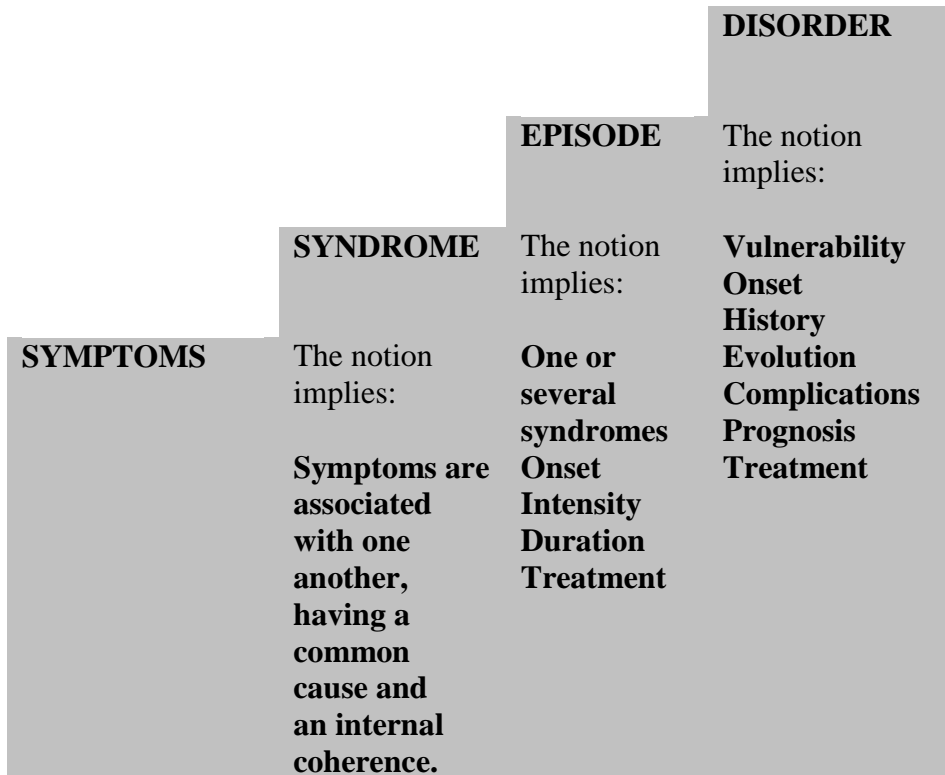 SYMPTOMS
SYNDROME
The notion
implies:
Symptoms are
associated
with one
another,
having a
common
cause and
an internal
coherence.
EPISODE
The notion
implies:
One or
several
syndromes
Onset
Intensity
Duration
Treatment
DISORDER
The notion
implies:
Vulnerability
Onset
History
Evolution
Complications
Prognosis
Treatment